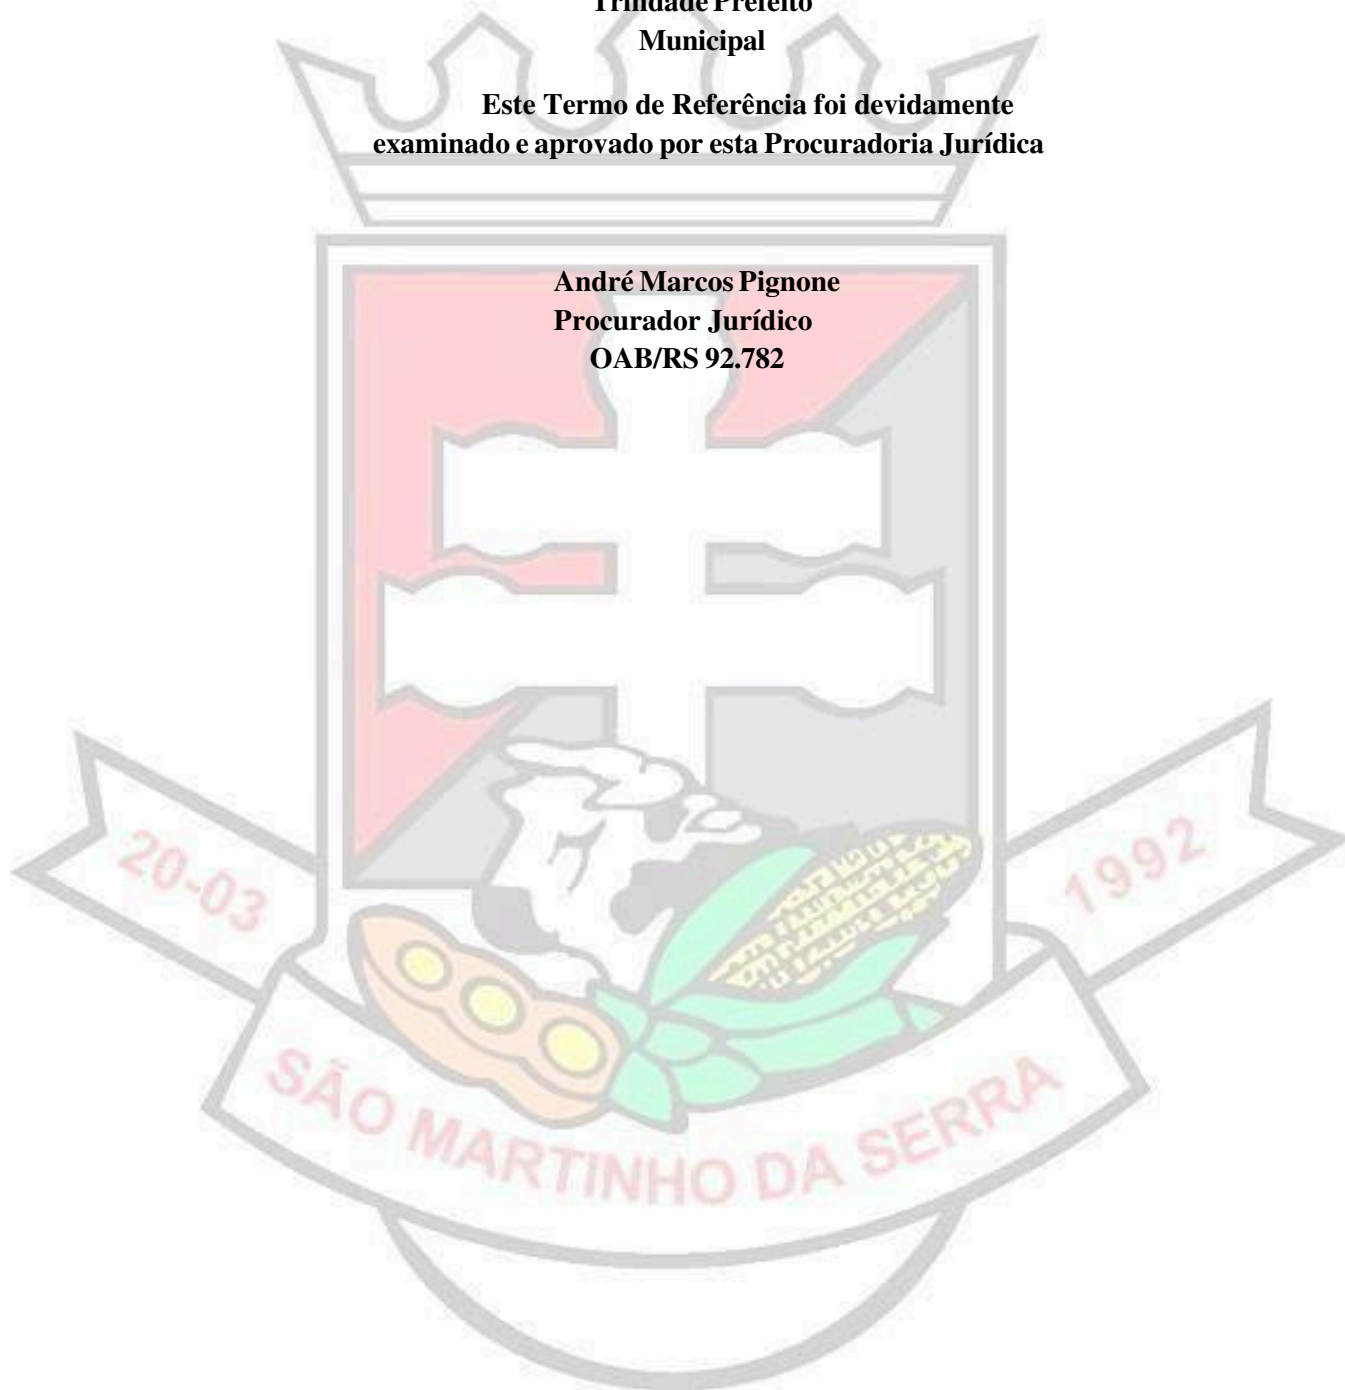 Trindade Prefeito
Municipal
Este Termo de Referência foi devidamente
examinado e aprovado por esta Procuradoria Jurídica
André Marcos Pignone
Procurador Jurídico
OAB/RS 92.782
20-03
1992
SÃO MARTINHO DA SERRA